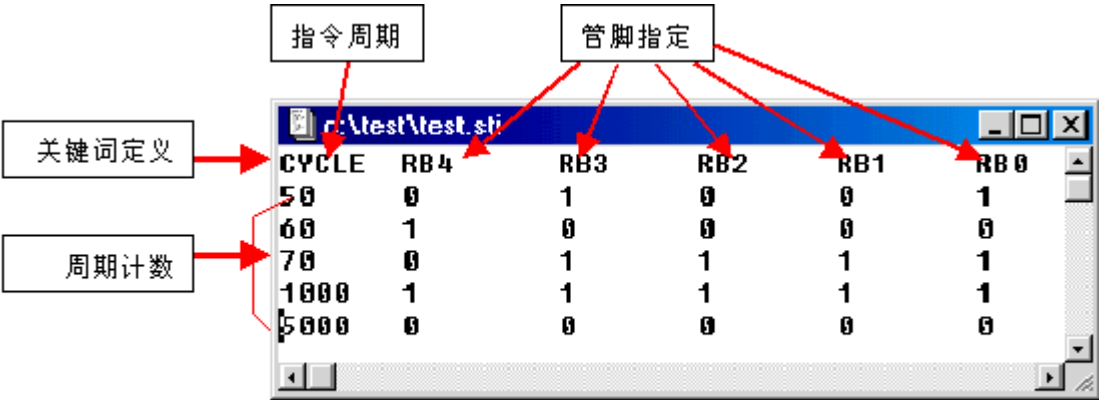 指令周期
管脚指定
c:\test\test.sti
关键词定义
CYCLE RB4 RB3 RB2 RB1 RB0
50 0 1 0 0 1
60 1 0 0 0 0
周期计数
70 0 1 1 1 1
1000 1 1 1 1 1
5000 0 0 0 0 0